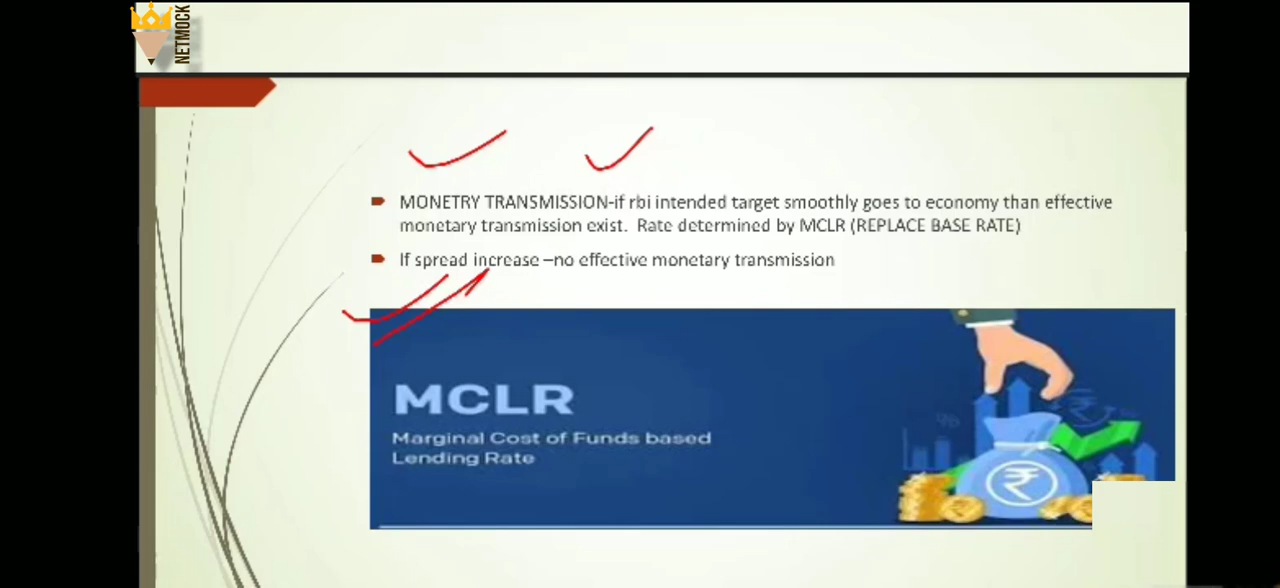 NETMOCK
MONETRY TRANSMISSION-if rbi intended target smoothly goes to economy than effective
monetary transmission exist. Rate determined by MCLR (REPLACE BASE RATE)
If spread increase –no effective monetary transmission
MCLR
Marginal Cost of Funds based
Lending Rate